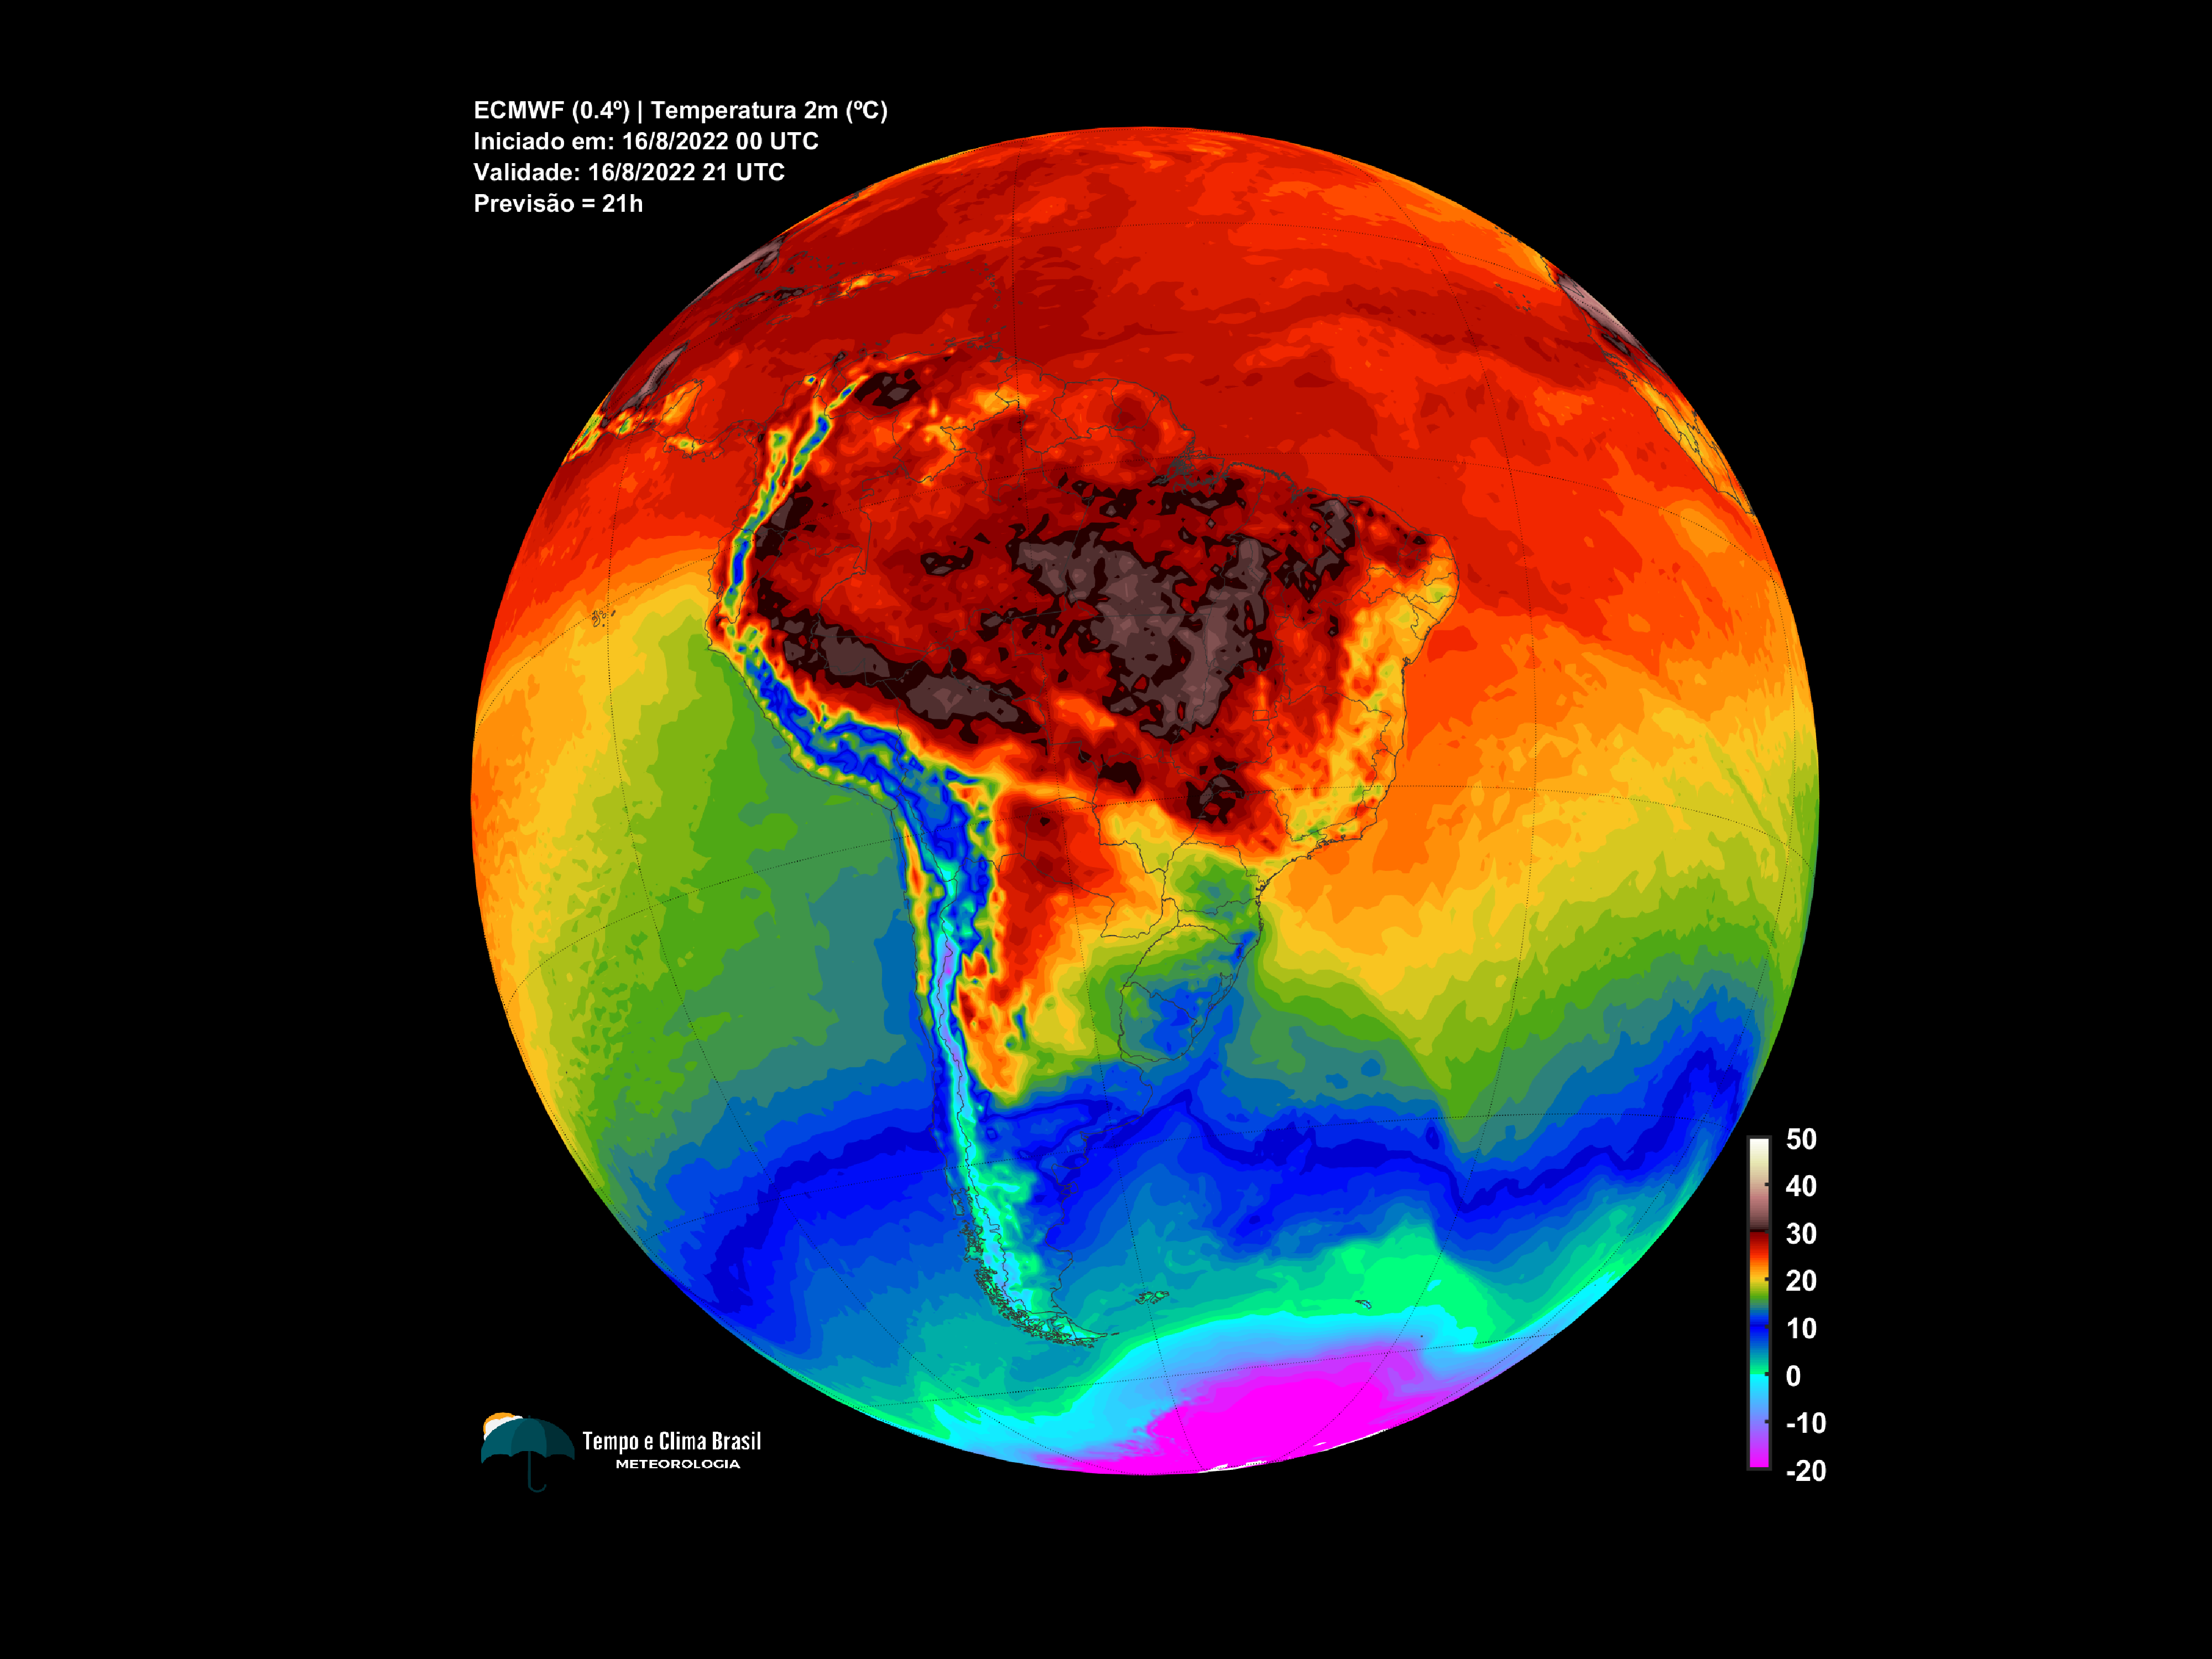 ECMWF (0.4º) | Temperatura 2m (ºC)
Iniciado em: 16/8/2022 00 UTC
Validade: 16/8/2022 21 UTC
Previsão = 21h
50
40
30
20
10
0
-10
-20
Tempo e Clima Brasil
METEOROLOGIA